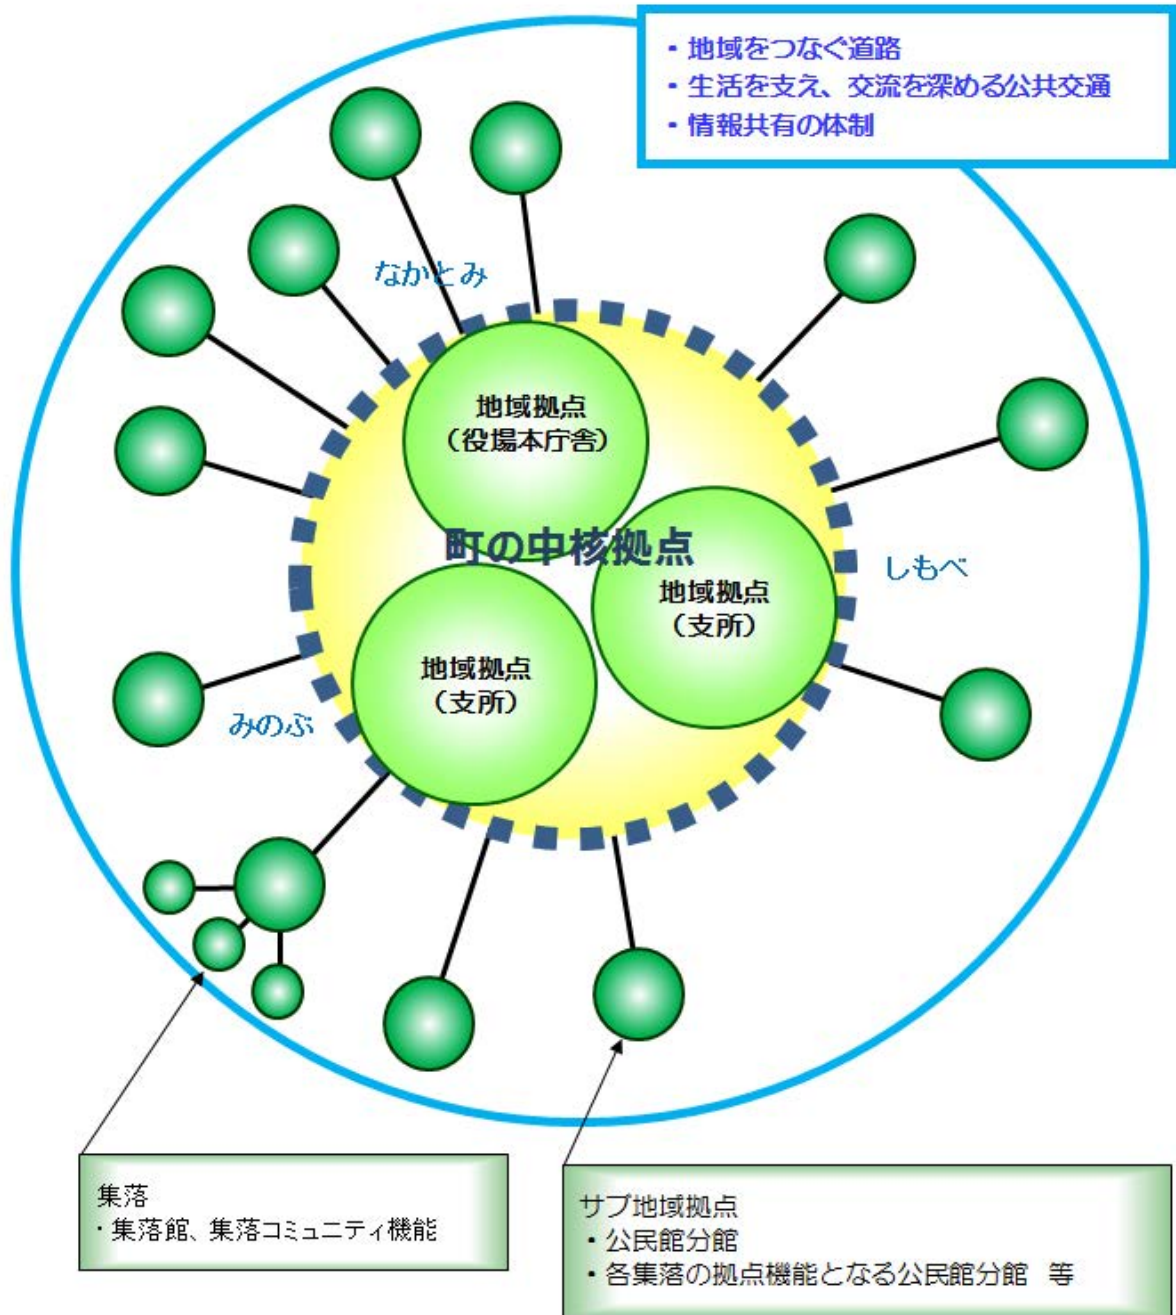 ・地域をつなぐ道路
・生活を支え、交流を深める公共交通
・情報共有の体制
なかとみ
地域拠点
（役場本庁舎）
町の中核拠点
しもべ
地域拠点
（支所）
地域拠点
（支所）
みのぶ
集落
・集落館、集落コミュニティ機能
サブ地域拠点
・公民館分館
・各集落の拠点機能となる公民館分館　等